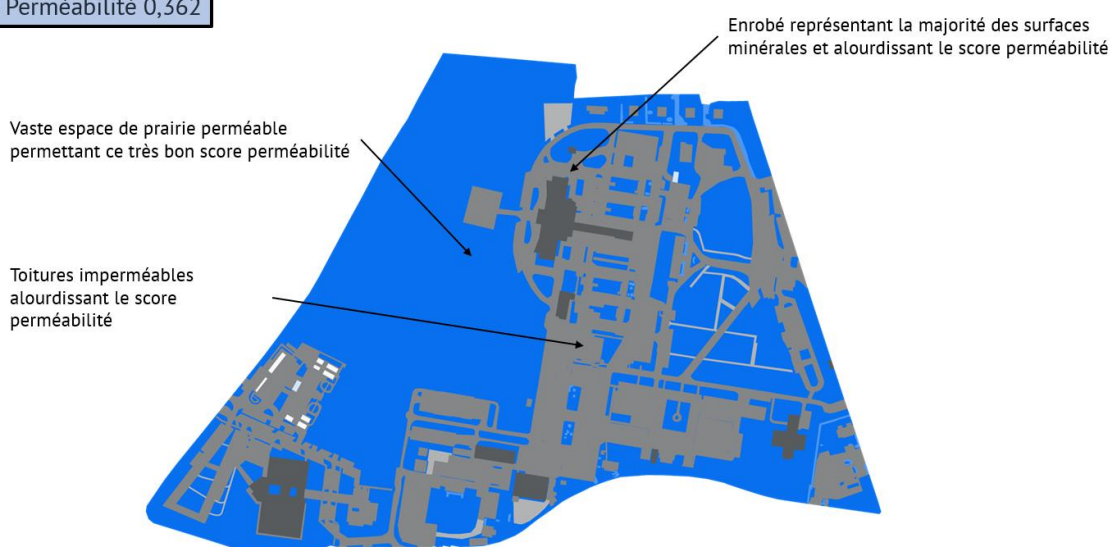 Perméabilité 0,362
Enrobé représentant la majorité des surfaces
minérales et alourdissant le score perméabilité
Vaste espace de prairie perméable
permettant ce très bon score perméabilité
Toitures imperméables
alourdissant le score
perméabilité